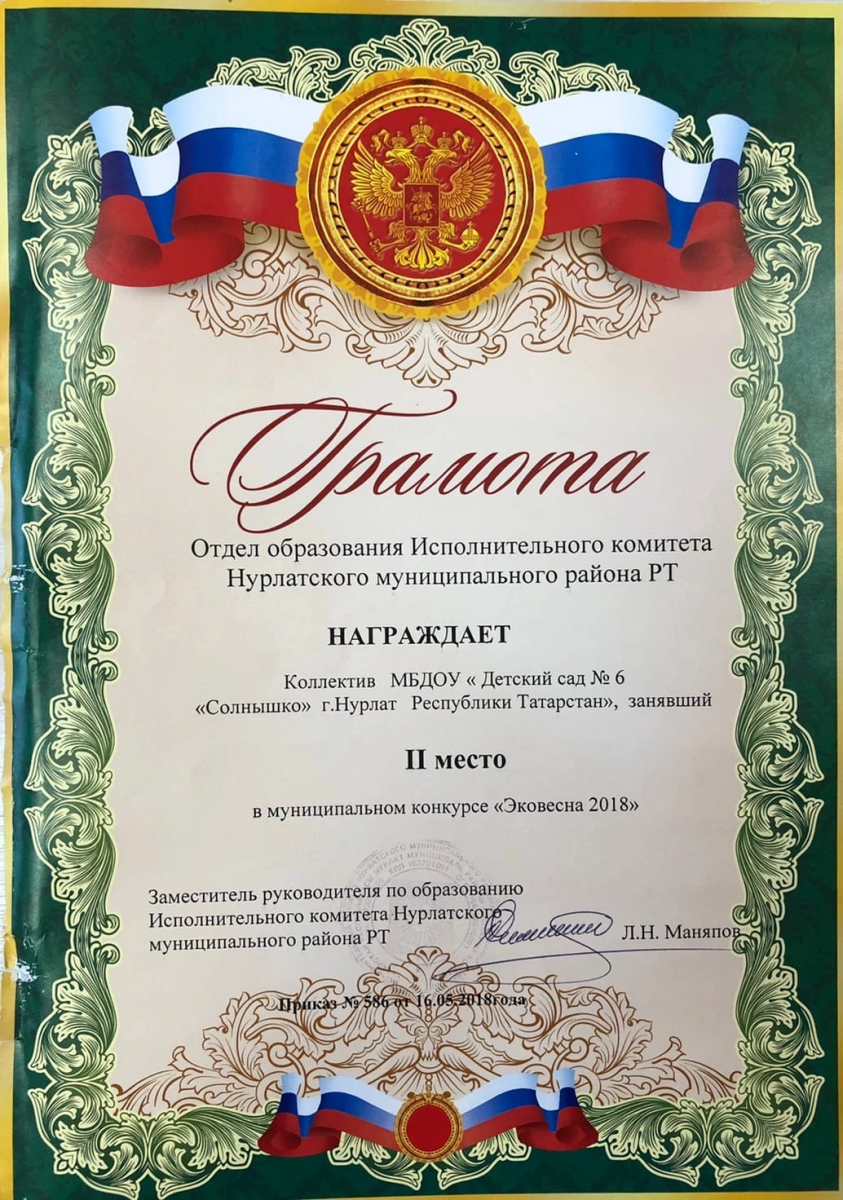 Грамота
Отдел образования Исполнительного комитета
Нурлатского муниципального района РТ
НАГРАЖДАЕТ
Коллектив МБДОУ « Детский сад № 6
«Солнышко» г.Нурлат Республики Татарстан», занявший
II место
в муниципальном конкурсе «Эковесна 2018»
Заместитель руководителя по образованию
Исполнительного комитета Нурлатского
муниципального района РТ
Л.Н. Маняпов
Приказ № 586 от 16.05.2018года